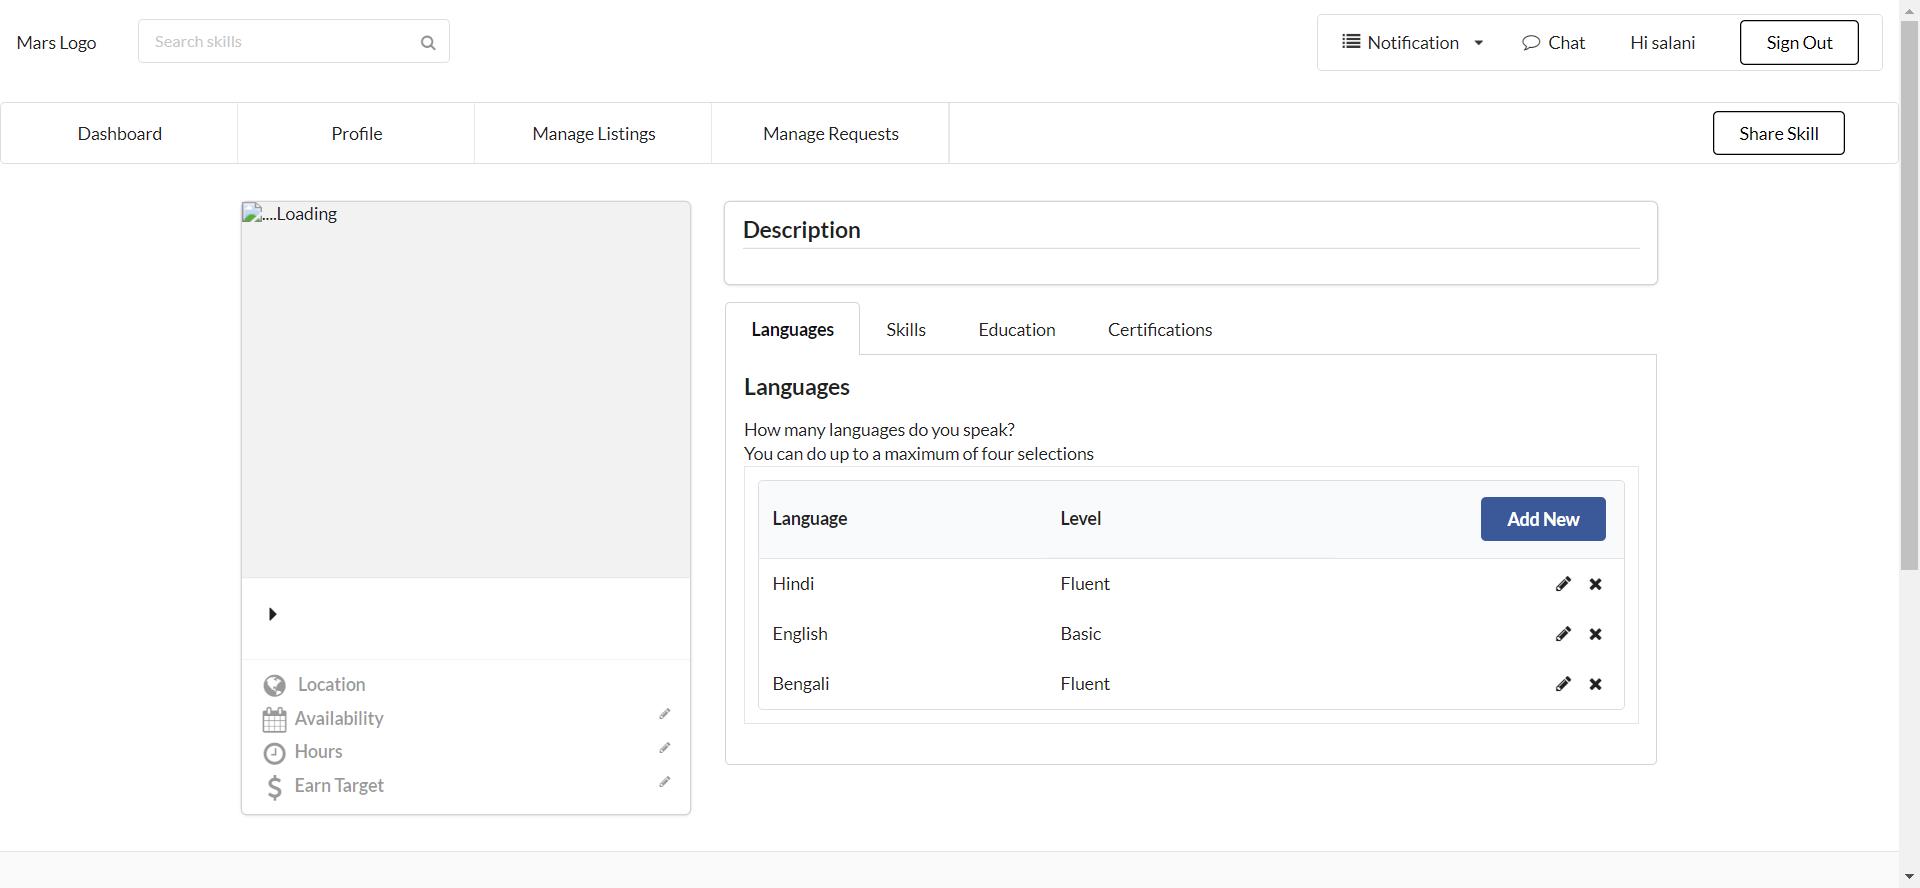 Mars Logo
Search skills
Notification
Chat
Hi salani
Sign Out
Dashboard
Profile
Manage Listings
Manage Requests
Share Skill
....Loading
Location
Availability
Hours
Earn Target
Description
Languages
Skills
Education
Certifications
Languages
How many languages do you speak?
You can do up to a maximum of four selections
Language Level Add New
Hindi Fluent
English Basic
Bengali Fluent